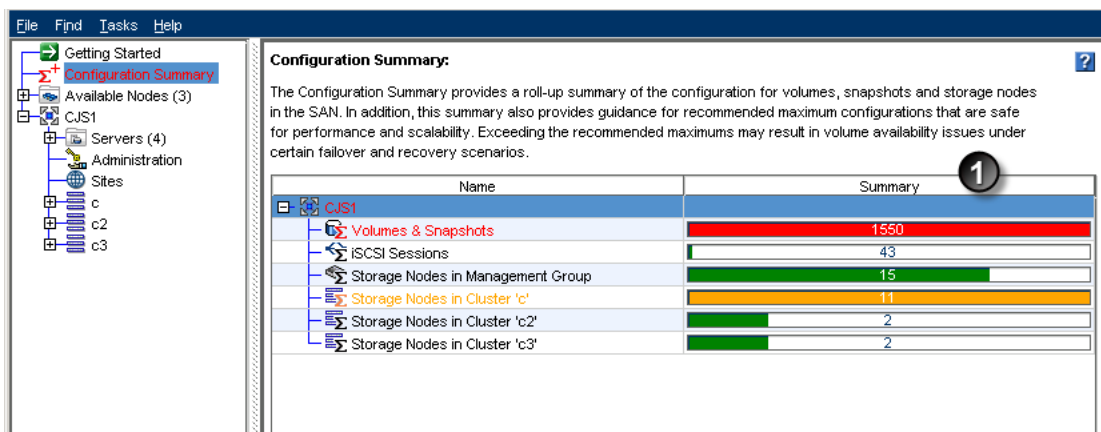 File Find Tasks Help
Getting Started
Configuration Summary
Available Nodes (3)
CJS1
Servers (4)
Administration
Sites
c
c2
c3
Configuration Summary:
?
The Configuration Summary provides a roll-up summary of the configuration for volumes, snapshots and storage nodes
in the SAN. In addition, this summary also provides guidance for recommended maximum configurations that are safe
for performance and scalability. Exceeding the recommended maximums may result in volume availability issues under
certain failover and recovery scenarios.
1
Name Summary
CJS1
Volumes & Snapshots 1550
iSCSI Sessions 43
Storage Nodes in Management Group 15
Storage Nodes in Cluster 'c' 11
Storage Nodes in Cluster 'c2' 2
Storage Nodes in Cluster 'c3' 2